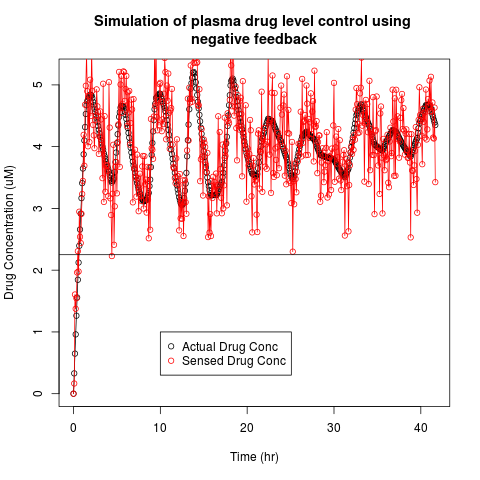 Simulation of plasma drug level control using
negative feedback
Drug Concentration (uM)
5
4
3
2
1
0
Actual Drug Conc
Sensed Drug Conc
0 10 20 30 40
Time (hr)